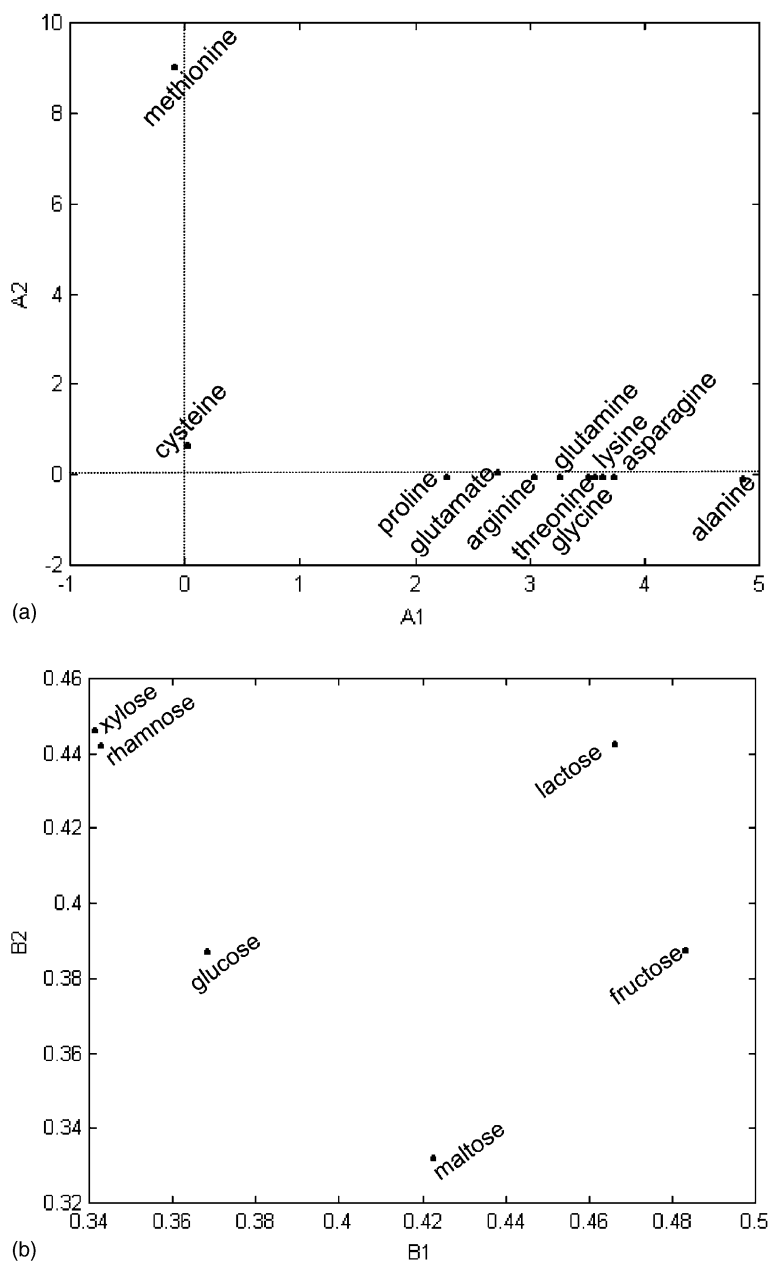 10
8
6
4
2
0
-2
A2
methionine
cysteine
proline
glutamate
arginine
glutamine
threonine
lysine
glycine
asparagine
alanine
-1 0 1 2 3 4 5
A1
(a)
0.46
0.44
0.42
0.4
0.38
0.36
0.34
0.32
B2
xylose
rhamnose
lactose
glucose
fructose
maltose
0.34 0.36 0.38 0.4 0.42 0.44 0.46 0.48 0.5
B1
(b)